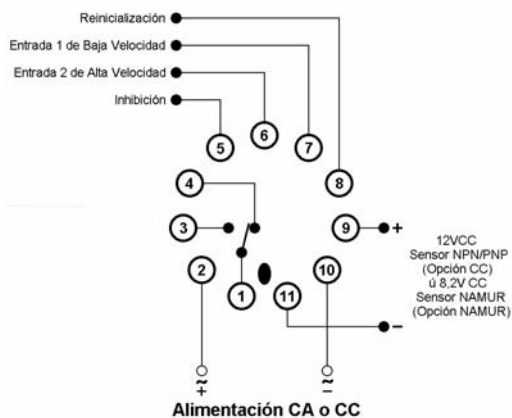 Reinicialización
Entrada 1 de Baja Velocidad
Entrada 2 de Alta Velocidad
Inhibición
5
6
7
8
4
3
9
+
2
1
11
10
12VCC
Sensor NPN/PNP
(Opción CC)
ú 8,2V CC
Sensor NAMUR
(Opción NAMUR)
−
~
+
~
−
Alimentación CA o CC